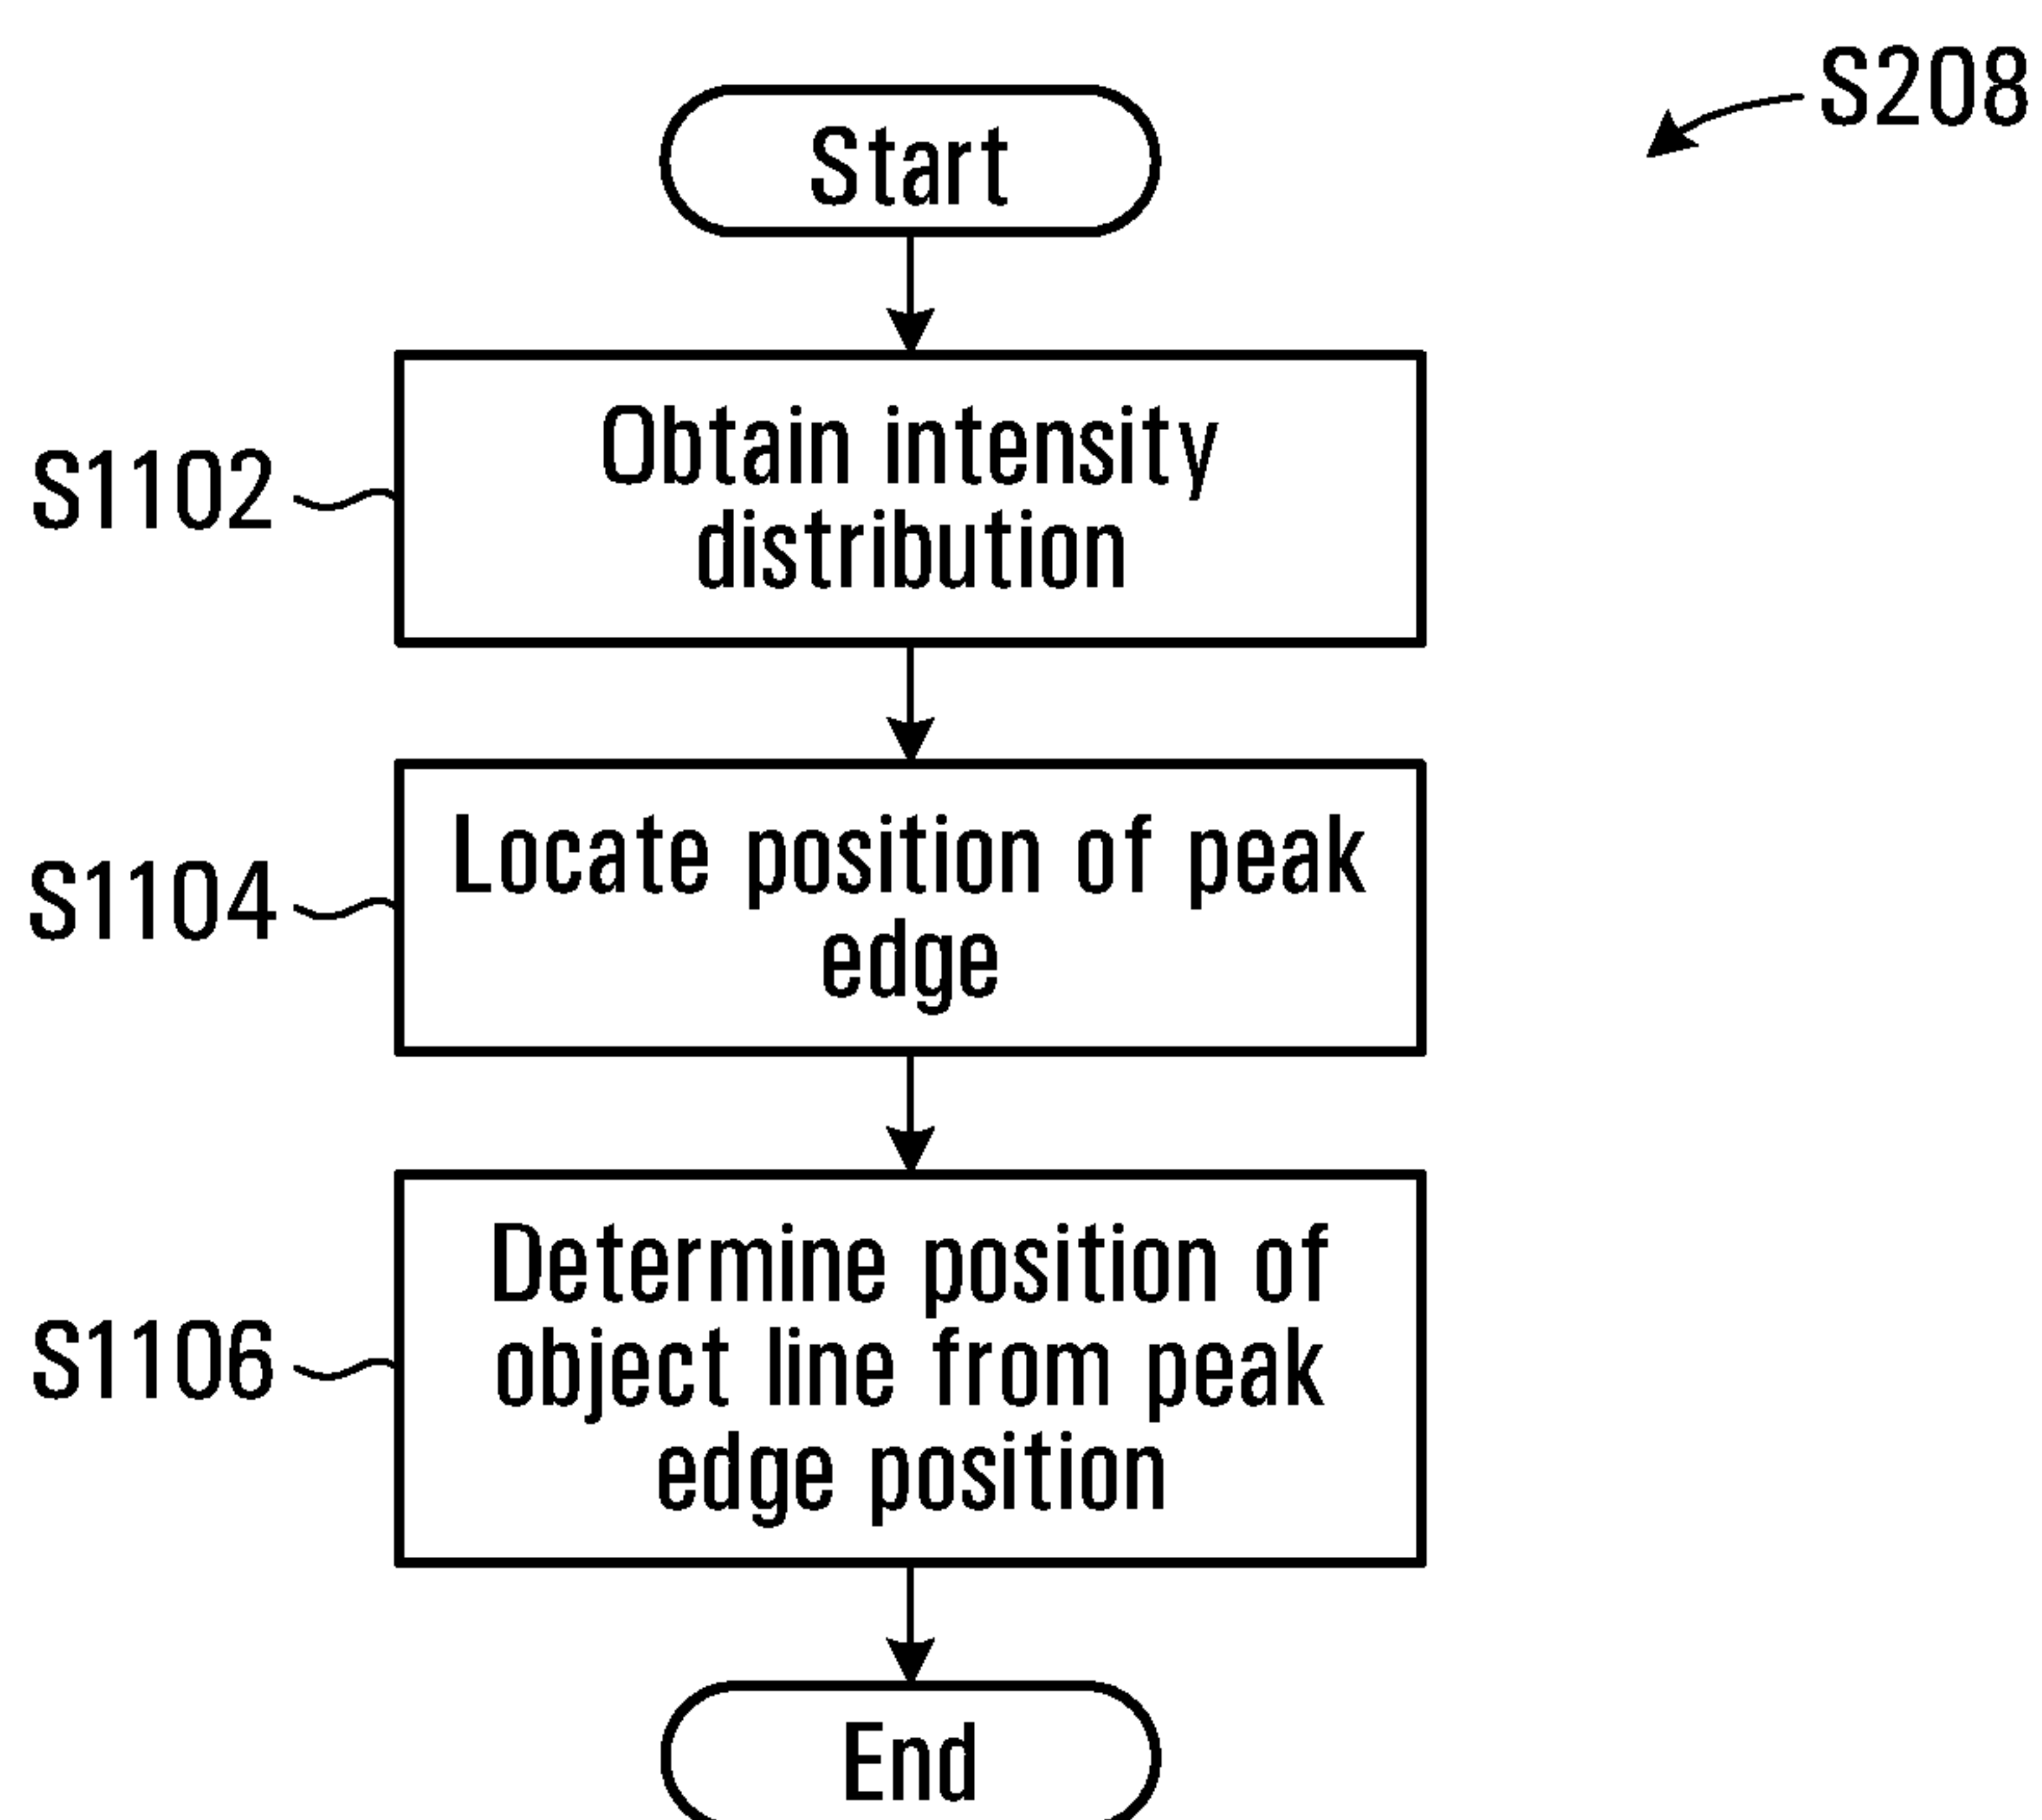 S208
Start
S1102
Obtain intensity
distribution
S1104
Locate position of peak
edge
S1106
Determine position of
object line from peak
edge position
End